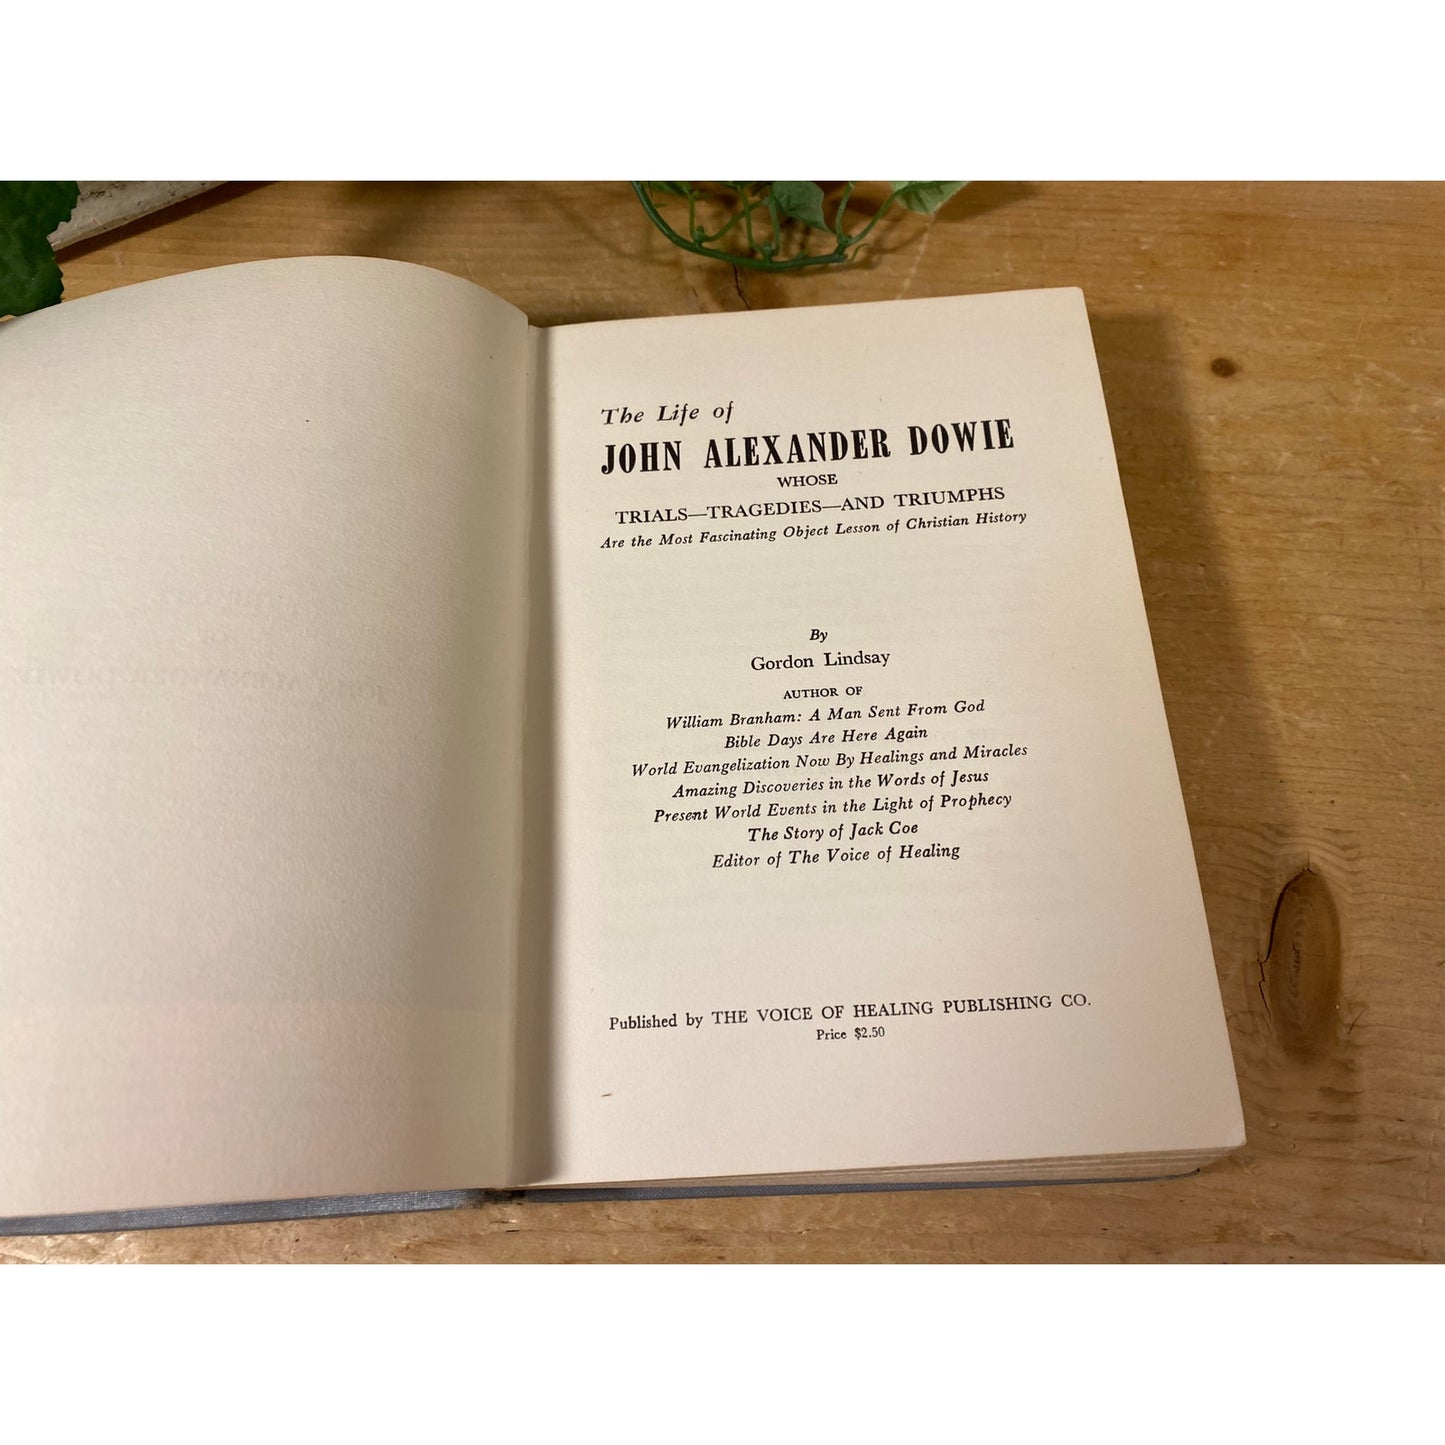 The Life of
JOHN ALEXANDER DOWIE
WHOSE
TRIALS—TRAGEDIES—AND TRIUMPHS
Are the Most Fascinating Object Lesson of Christian History
By
Gordon Lindsay
AUTHOR OF
William Branham: A Man Sent From God
Bible Days Are Here Again
World Evangelization Now By Healings and Miracles
Amazing Discoveries in the Words of Jesus
Present World Events in the Light of Prophecy
The Story of Jack Coe
Editor of The Voice of Healing
Published by THE VOICE OF HEALING PUBLISHING CO.
Price $2.50